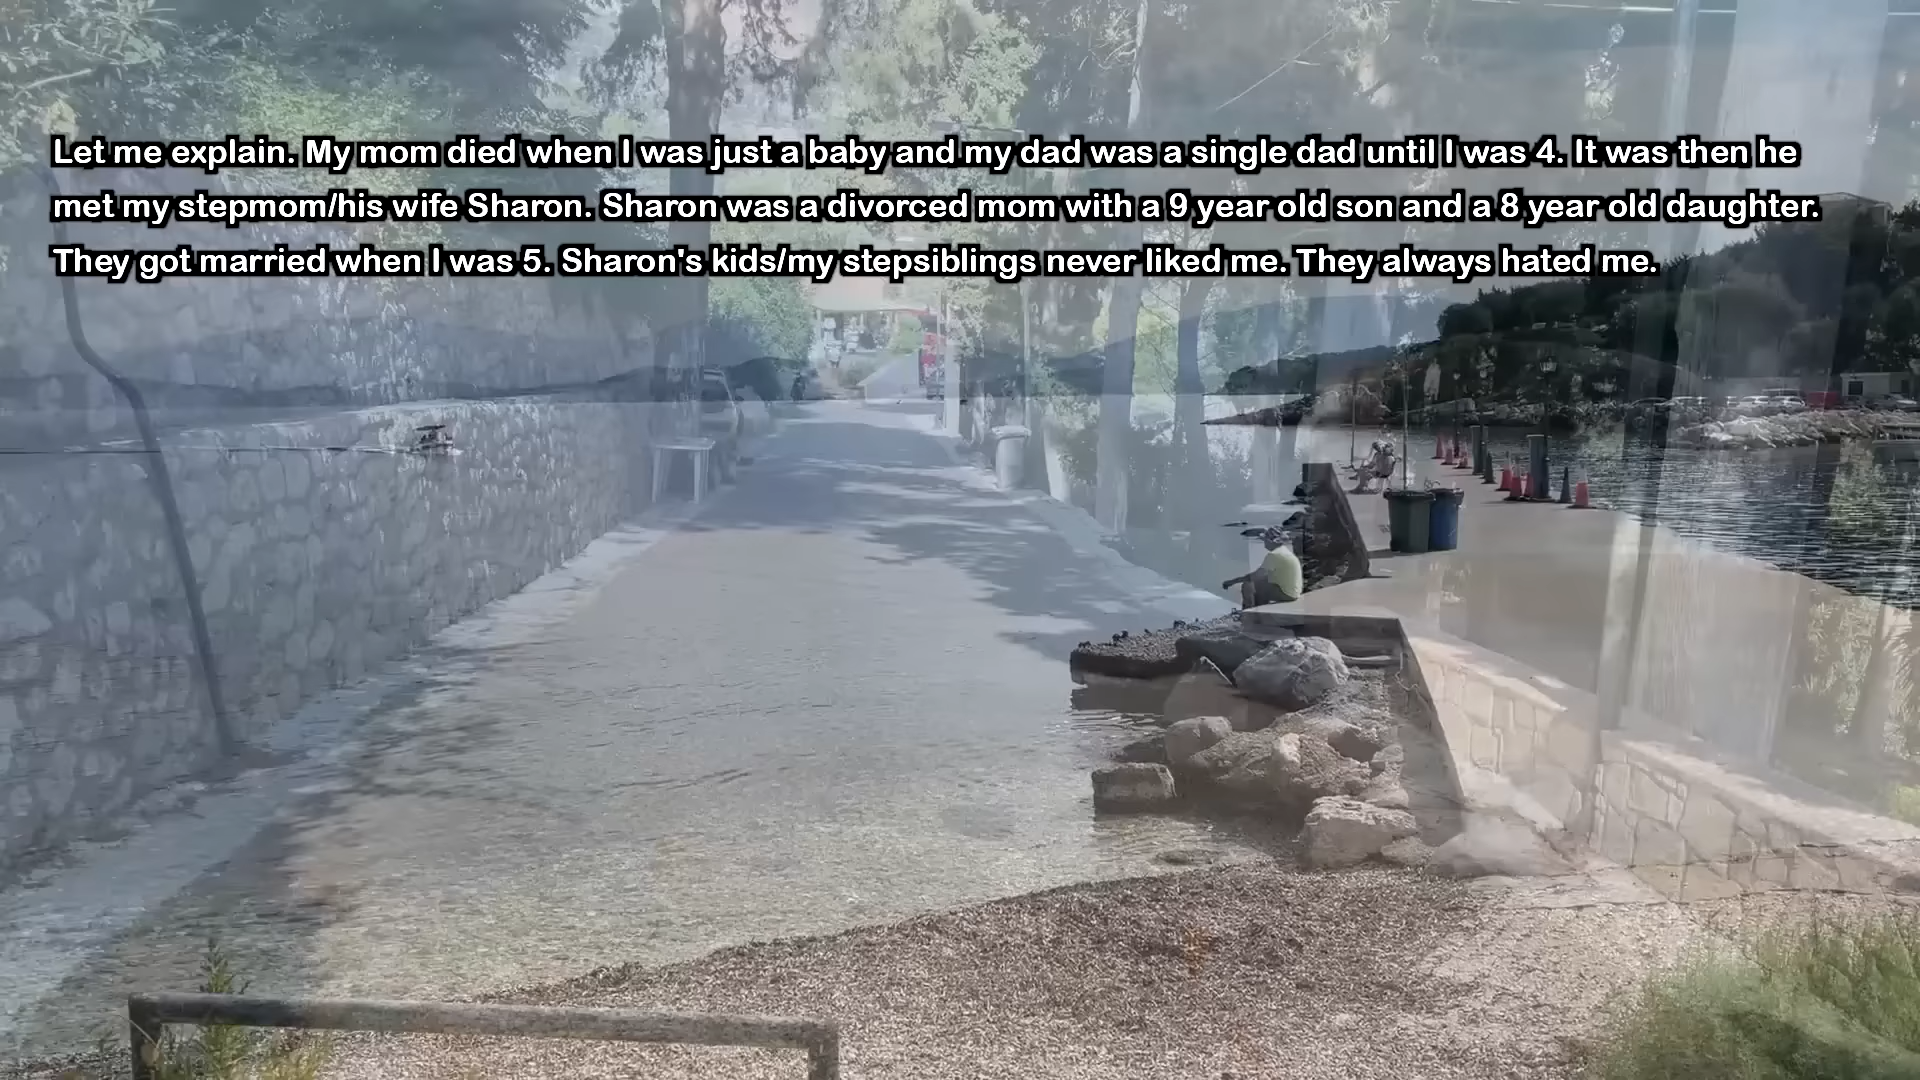 Let me explain. My mom died when I was just a baby and my dad was a single dad until I was 4. It was then he
met my stepmom/his wife Sharon. Sharon was a divorced mom with a 9 year old son and a 8 year old daughter.
They got married when I was 5. Sharon's kids/my stepsiblings never liked me. They always hated me.